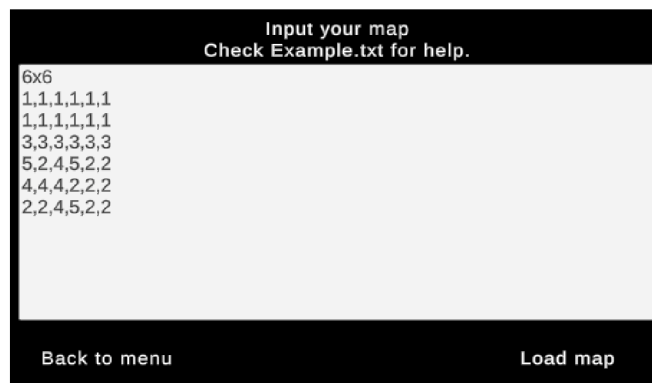 Input your map
Check Example.txt for help.
6x6
1,1,1,1,1,1
1,1,1,1,1,1
3,3,3,3,3,3
5,2,4,5,2,2
4,4,4,2,2,2
2,2,4,5,2,2
Back to menu
Load map